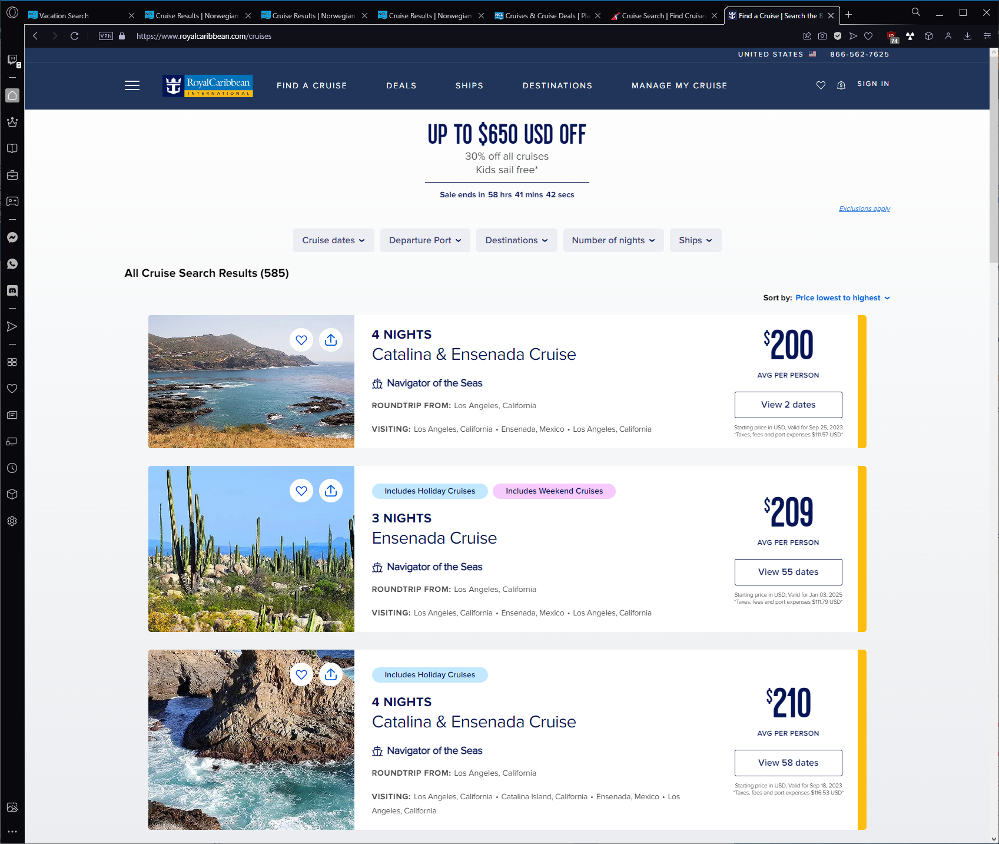 Vacation Search
Cruise Results | Norwegian
Cruise Results | Norwegian
Cruise Results | Norwegian
Cruises & Cruise Deals | Pla
Cruise Search | Find Cruises
Find a Cruise | Search the B
VPN
https://www.royalcaribbean.com/cruises
74
5
UNITED STATES
866-562-7625
RoyalCaribbean
INTERNATIONAL
FIND A CRUISE
DEALS
SHIPS
DESTINATIONS
MANAGE MY CRUISE
SIGN IN
UP TO $650 USD OFF
30% off all cruises
Kids sail free*
Sale ends in 58 hrs 41 mins 42 secs
Exclusions apply
Cruise dates
Departure Port
Destinations
Number of nights
Ships
All Cruise Search Results (585)
Sort by: Price lowest to highest
4 NIGHTS
Catalina & Ensenada Cruise
Navigator of the Seas
ROUNDTRIP FROM: Los Angeles, California
VISITING: Los Angeles, California • Ensenada, Mexico • Los Angeles, California
$200
AVG PER PERSON
View 2 dates
Starting price in USD, Valid for Sep 25, 2023
*Taxes, fees and port expenses $111.57 USD*
Includes Holiday Cruises
Includes Weekend Cruises
3 NIGHTS
Ensenada Cruise
Navigator of the Seas
ROUNDTRIP FROM: Los Angeles, California
VISITING: Los Angeles, California • Ensenada, Mexico • Los Angeles, California
$209
AVG PER PERSON
View 55 dates
Starting price in USD, Valid for Jan 03, 2025
*Taxes, fees and port expenses $111.79 USD*
Includes Holiday Cruises
4 NIGHTS
Catalina & Ensenada Cruise
Navigator of the Seas
ROUNDTRIP FROM: Los Angeles, California
VISITING: Los Angeles, California • Catalina Island, California • Ensenada, Mexico • Los
Angeles, California
$210
AVG PER PERSON
View 58 dates
Starting price in USD, Valid for Sep 18, 2023
*Taxes, fees and port expenses $116.53 USD*